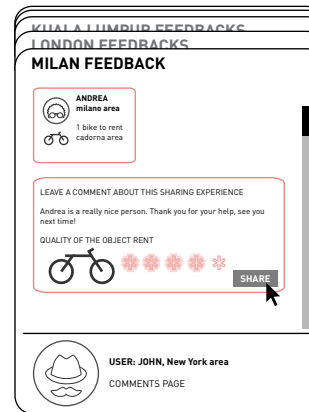 KUALA LUMPUR FEEDBACKS
LONDON FEEDBACKS
MILAN FEEDBACK
ANDREA
milano area
1 bike to rent
cadorna area
LEAVE A COMMENT ABOUT THIS SHARING EXPERIENCE
Andrea is a really nice person. Thank you for your help, see you
next time!
QUALITY OF THE OBJECT RENT
SHARE
USER: JOHN, New York area
COMMENTS PAGE